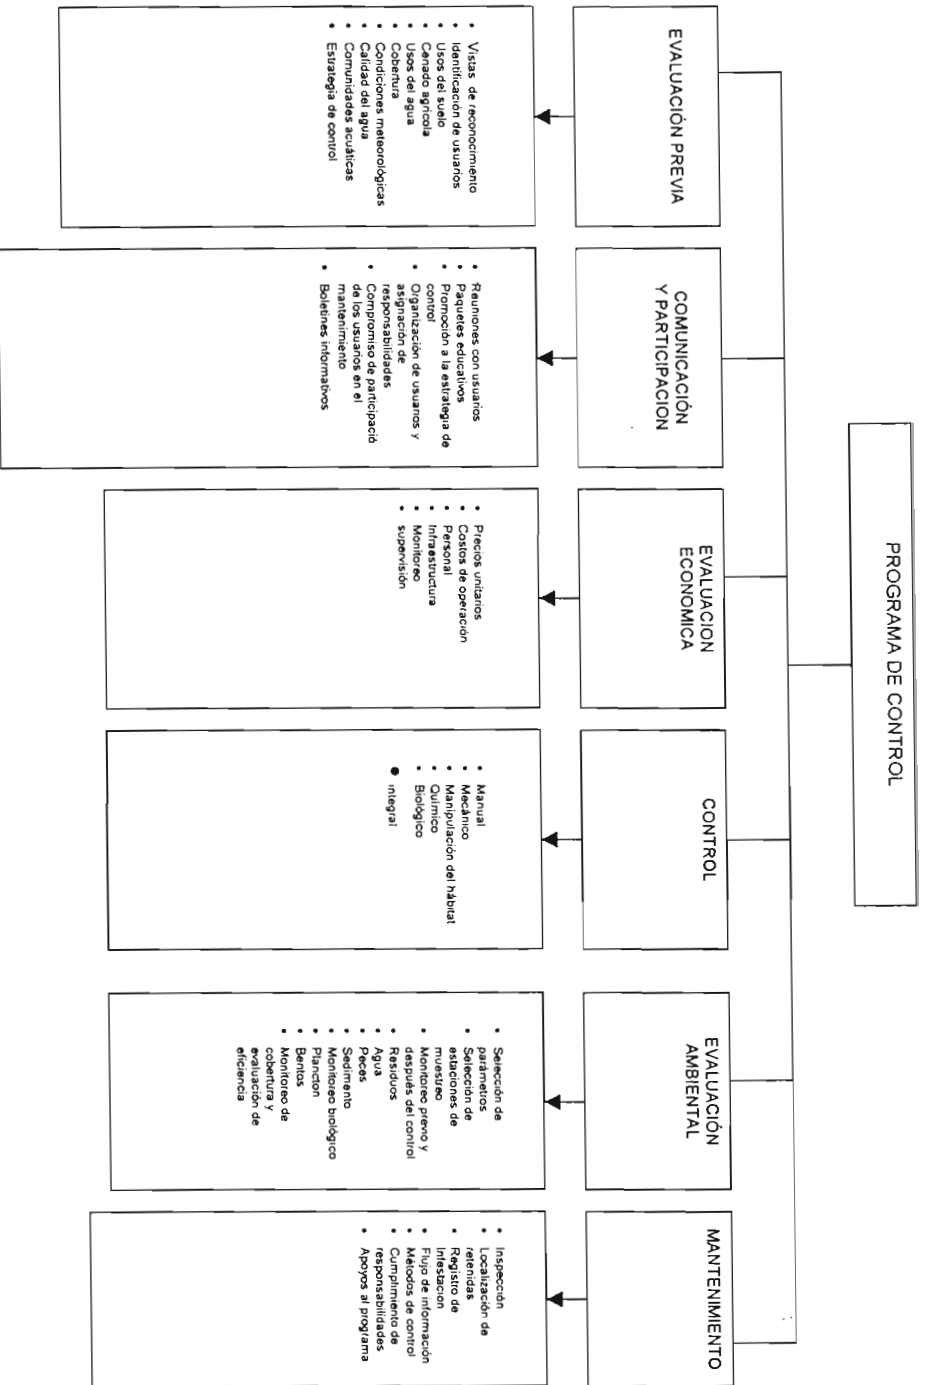 PROGRAMA DE CONTROL
EVALUACIÓN PREVIA
• Vistas de reconocimiento
• Identificación de usuarios
• Usos del suelo
• Cenado agrícola
• Usos del agua
• Cobertura
• Condiciones meteorológicas
• Calidad del agua
• Comunidades acuáticas
• Estrategia de control
COMUNICACIÓN
Y PARTICIPACION
• Reuniones con usuarios
• Paquetes educativos
• Promoción a la estrategia de
control
• Organización de usuarios y
asignación de
responsabilidades
• Compromiso de participació
de los usuarios en el
mantenimiento
• Boletines informativos
EVALUACION
ECONOMICA
• Precios unitarios
• Costos de operación
• Personal
• Infraestructura
• Monitoreo
• supervisión
CONTROL
• Manual
• Mecánico
• Manipulación del hábitat
• Químico
• Biológico
● integral
EVALUACIÓN
AMBIENTAL
• Selección de
parámetros
• Selección de
estaciones de
muestreo
• Monitoreo previo y
después del control
• Residuos
• Agua
• Peces
• Sedimento
• Monitoreo biológico
• Plancton
• Bentos
• Monitoreo de
cobertura y
evaluación de
eficiencia
MANTENIMIENTO
• Inspección
• Localización de
retenidas
• Registro de
Infestacion
• Flujo de información
• Métodos de control
• Cumplimiento de
responsabilidades
• Apoyos al programa